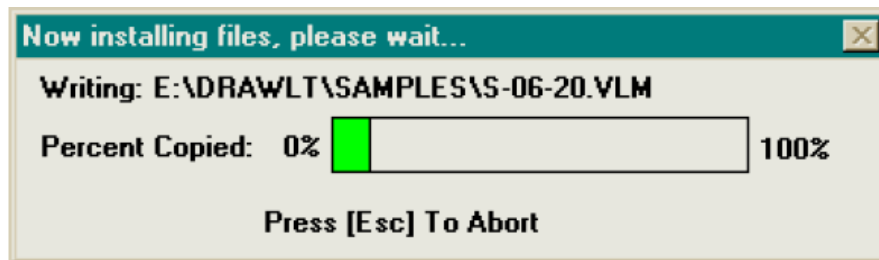 Now installing files, please wait...
Writing: E:\DRAWLT\SAMPLES\S-06-20.VLM
Percent Copied: 0% 100%
Press [Esc] To Abort